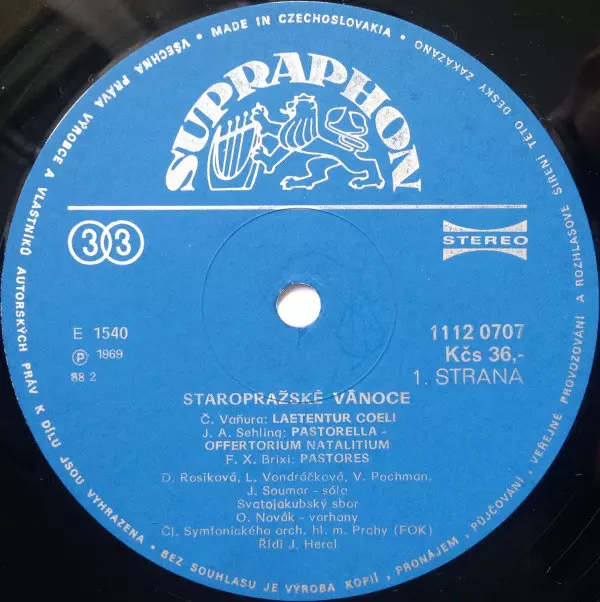 VŠECHNA PRÁVA VÝROBCE A VLASTNÍKŮ AUTORSKÝCH PRÁV K DÍLU JSOU VYHRAZENA • BEZ SOUHLASU JE VÝROBA KOPIÍ, PRONÁJEM, PŮJČOVÁNÍ, VEŘEJNÉ PROVOZOVÁNÍ A ROZHLASOVÉ ŠÍŘENÍ TÉTO DESKY ZAKÁZÁNO
• MADE IN CZECHOSLOVAKIA •
SUPRAPHON
33
STEREO
E 1540
℗ 1969
88 2
1112 0707
Kčs 36,-
1. STRANA
STAROPRAŽSKÉ VÁNOCE
Č. Vaňura: LAETENTUR COELI
J. A. Sehling: PASTORELLA –
OFFERTORIUM NATALITIUM
F. X. Brixi: PASTORES
D. Rosíková, L. Vondráčková, V. Pochman,
J. Soumar – sóla
Svatojakubský sbor
O. Novák – varhany
Čl. Symfonického orch. hl. m. Prahy (FOK)
Řídí J. Hercl